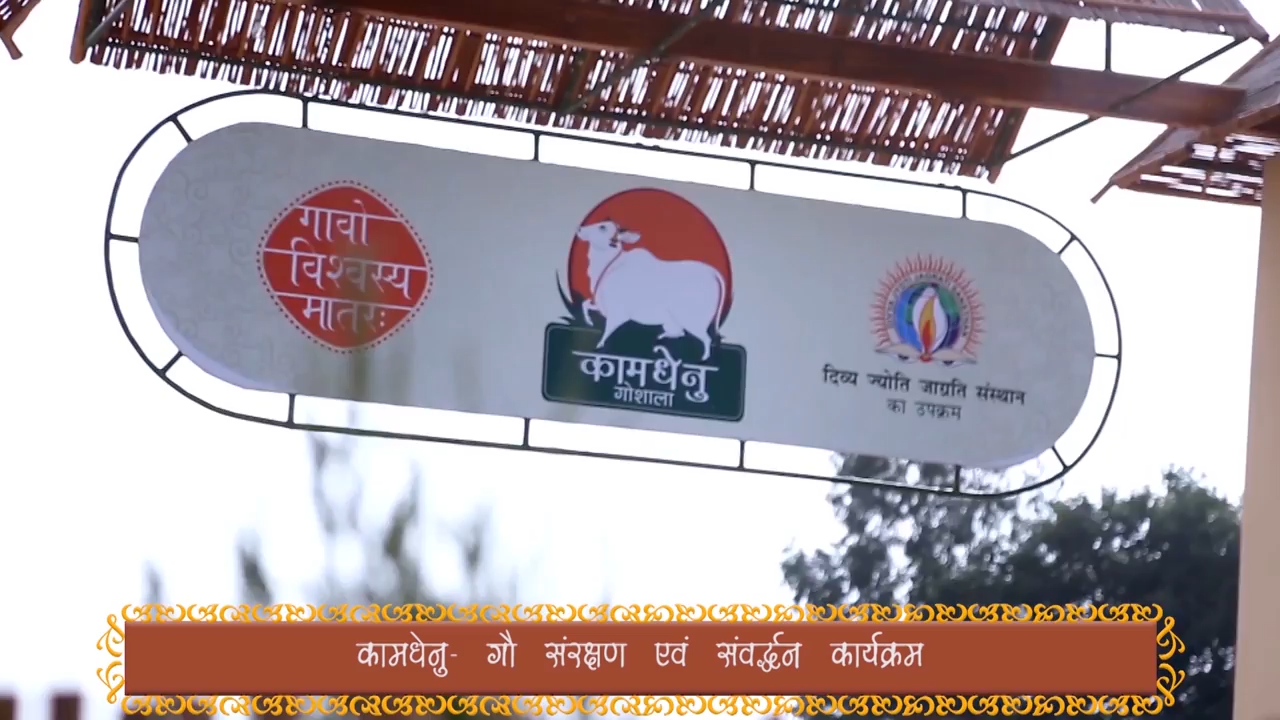 गावो
विश्वस्य
मातरः
कामधेनु
गोशाला
दिव्य ज्योति जाग्रति संस्थान
का उपक्रम
कामधेनु- गौ संरक्षण एवं संवर्द्धन कार्यक्रम